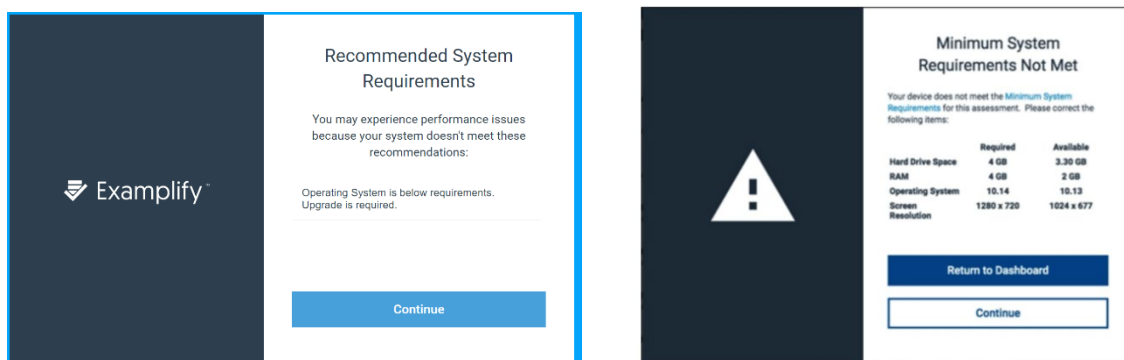 Recommended System
Requirements
You may experience performance issues
because your system doesn't meet these
recommendations:
Operating System is below requirements.
Upgrade is required.
Examplify
Continue
Minimum System
Requirements Not Met
Your device does not meet the Minimum System
Requirements for this assessment. Please correct the
following items:
Required Available
Hard Drive Space 4 GB 3.30 GB
RAM 4 GB 2 GB
Operating System 10.14 10.13
Screen 1280 x 720 1024 x 677
Resolution
Return to Dashboard
Continue